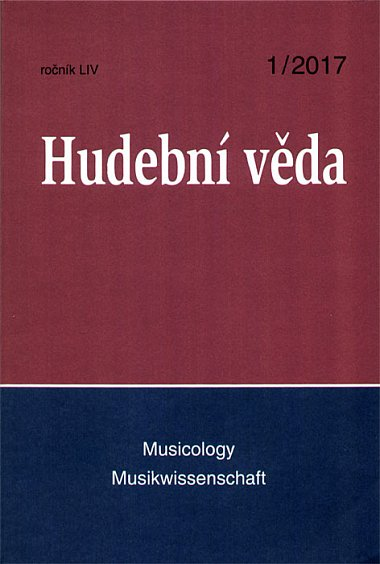 ročník LIV 1/2017
Hudební věda
Musicology
Musikwissenschaft